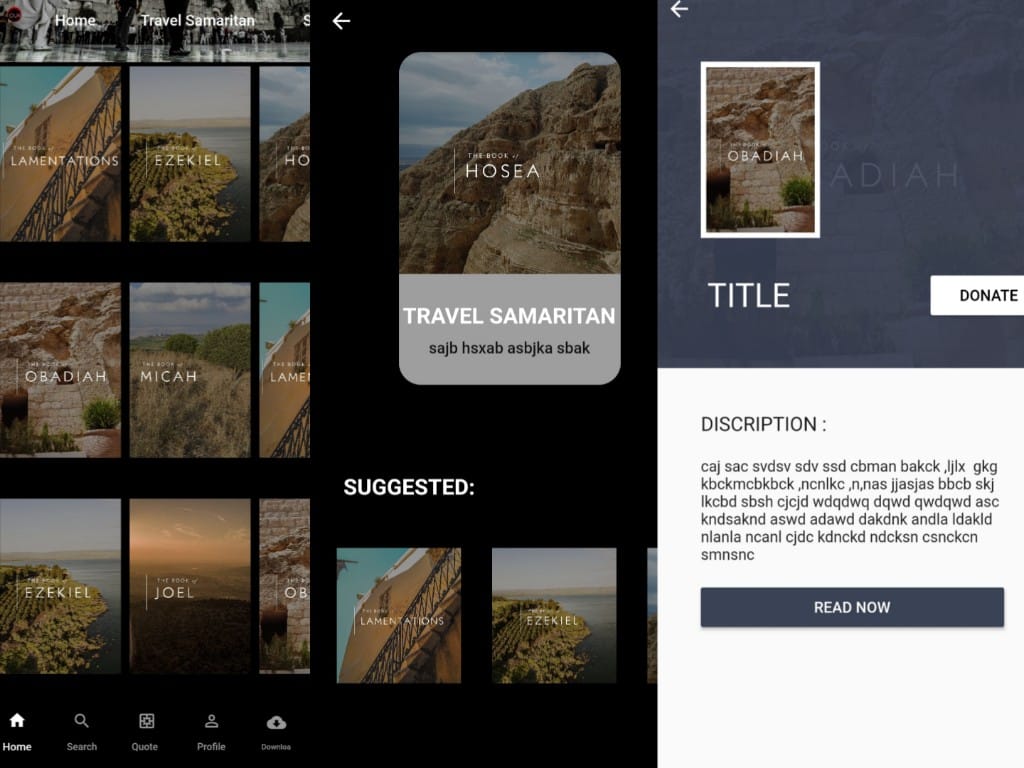 Home
Travel Samaritan
S
THE BOOK of
LAMENTATIONS
THE BOOK of
EZEKIEL
HO
THE BOOK of
OBADIAH
THE BOOK of
MICAH
THE BOOK
LAMEN
THE BOOK of
EZEKIEL
THE BOOK of
JOEL
THE BOOK
OB
Home
Search
Quote
Profile
Downloa
THE BOOK of
HOSEA
TRAVEL SAMARITAN
sajb hsxab asbjka sbak
SUGGESTED:
THE BOOK of
LAMENTATIONS
THE BOOK of
EZEKIEL
THE BOOK of
OBADIAH
ADIAH
TITLE
DONATE
DISCRIPTION :
caj sac svdsv sdv ssd cbman bakck ,ljlx gkg
kbckmcbkbck ,ncnlkc ,n,nas jjasjas bbcb skj
lkcbd sbsh cjcjd wdqdwq dqwd qwdqwd asc
kndsaknd aswd adawd dakdnk andla ldakld
nlanla ncanl cjdc kdnckd ndcksn csnckcn
smnsnc
READ NOW